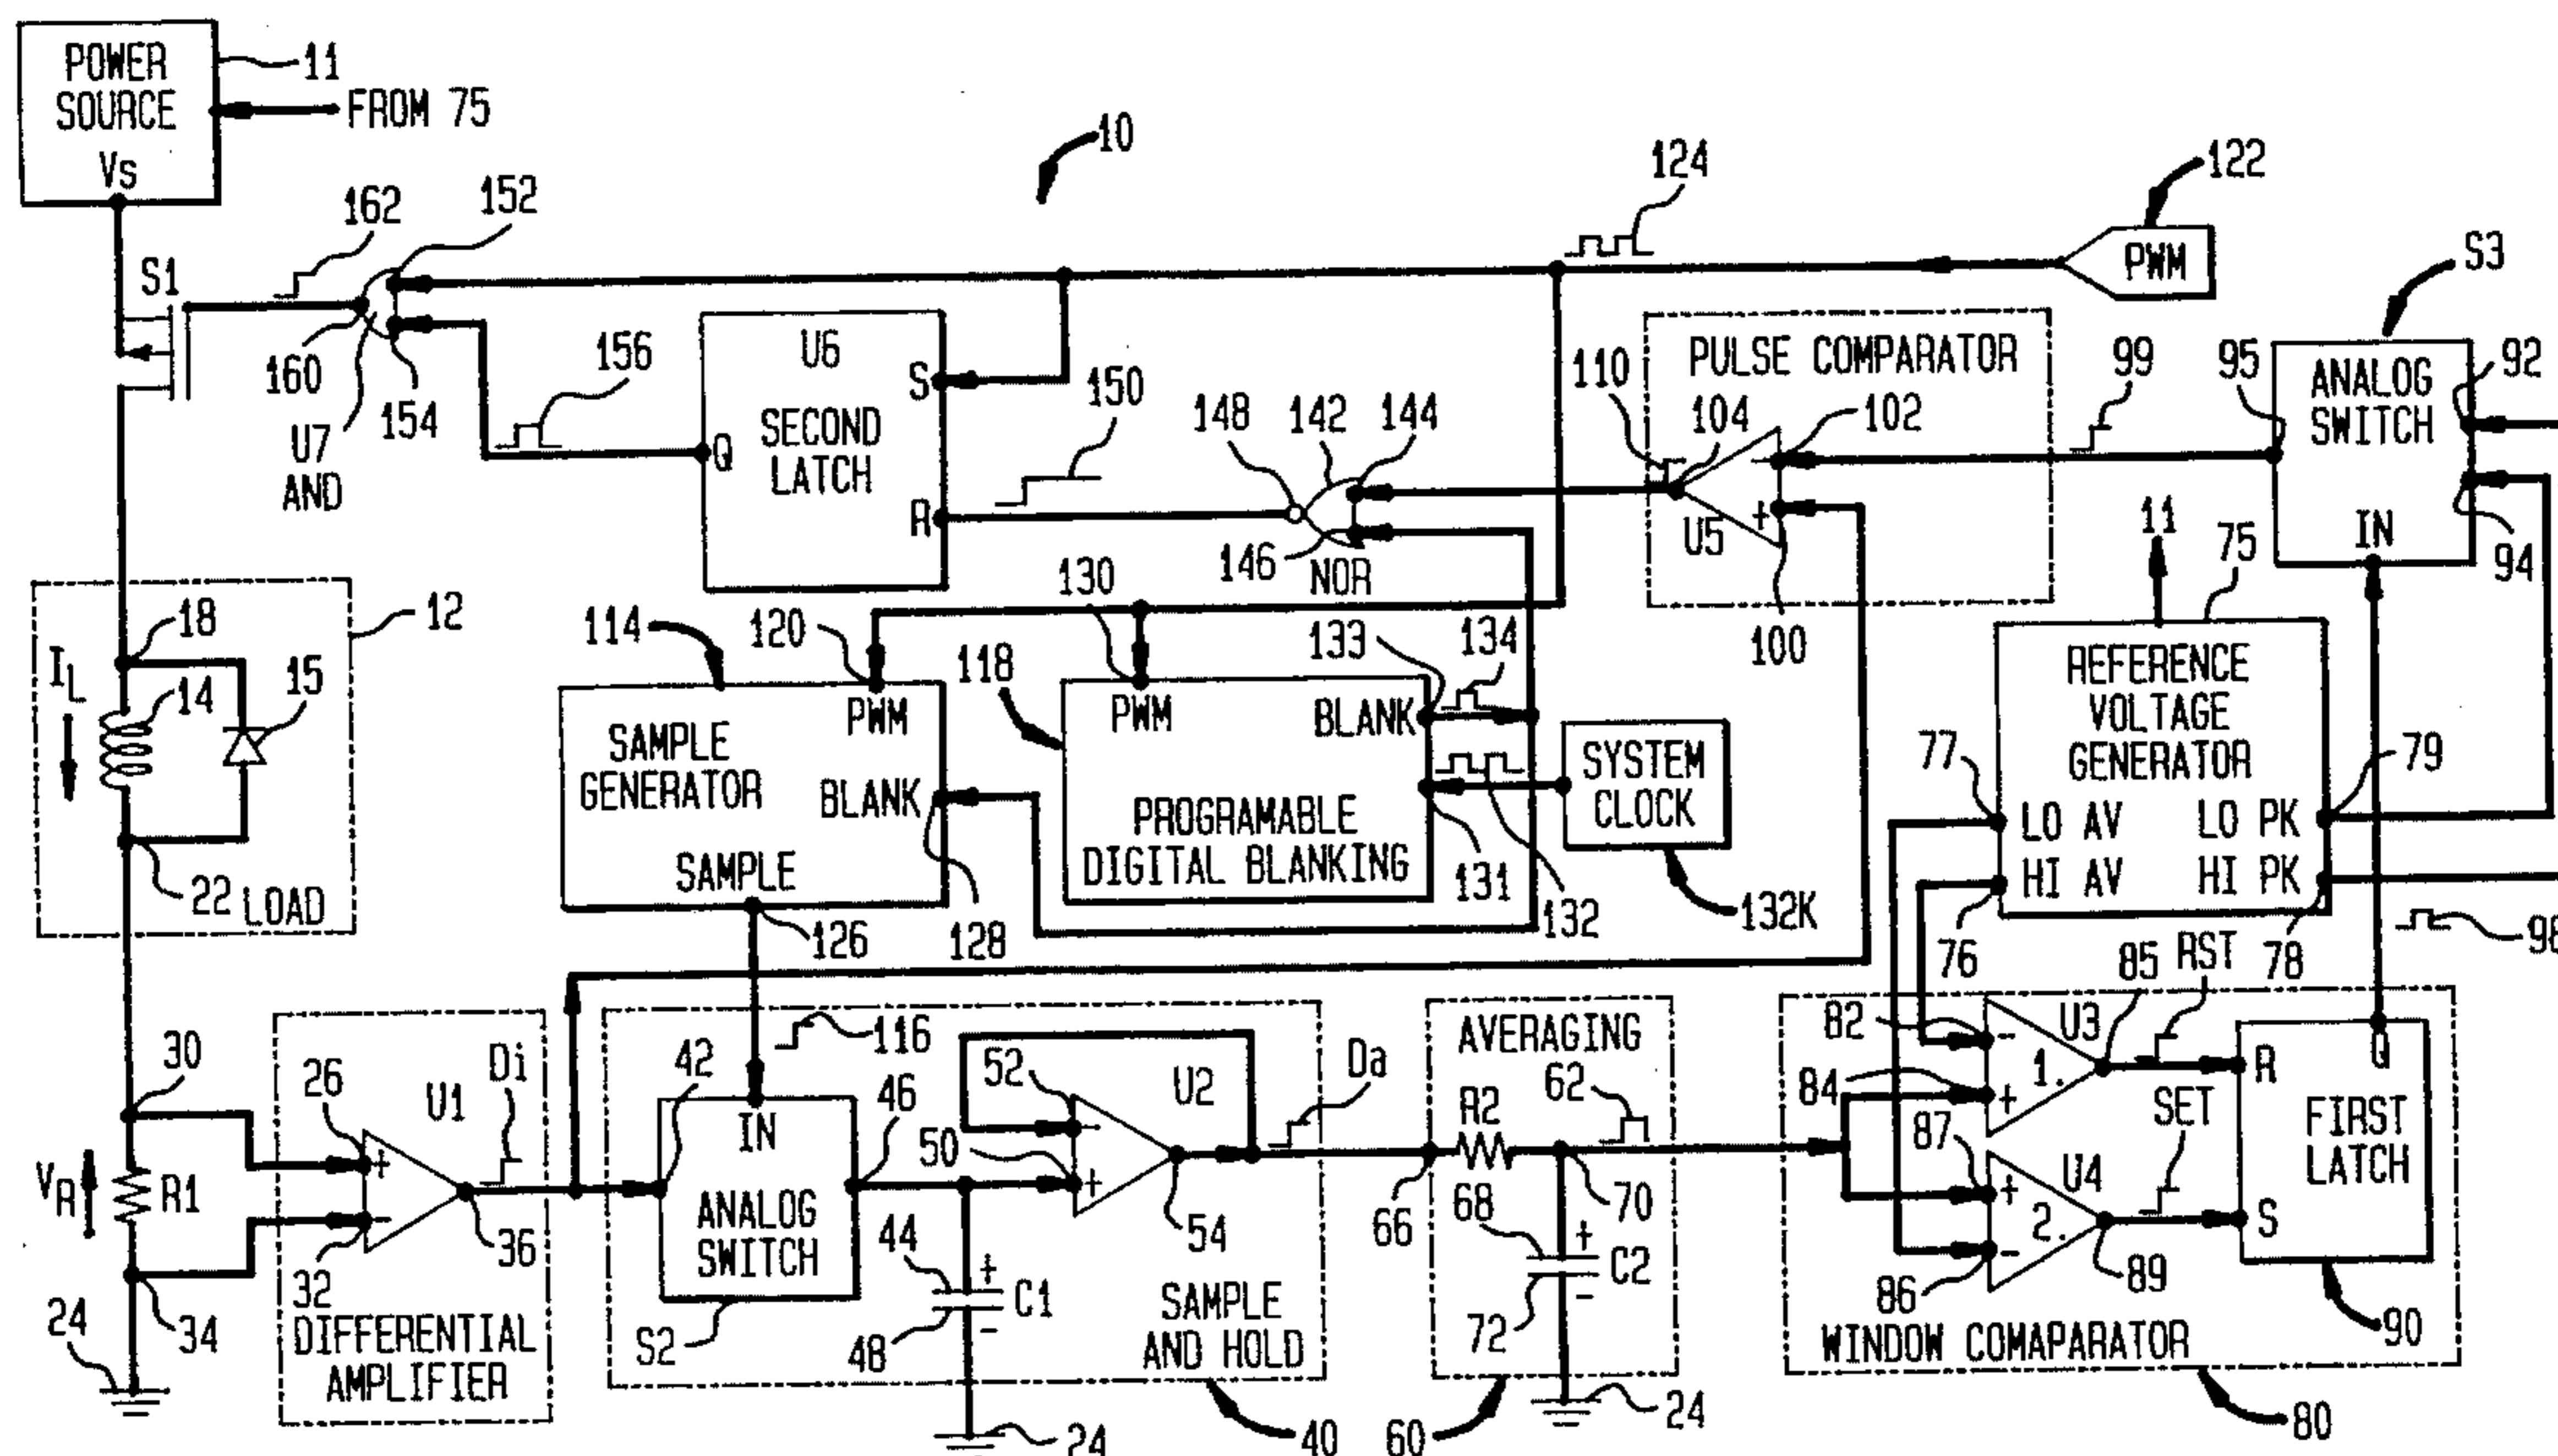 POWER
SOURCE
Vs
11
FROM 75
10
S1
162
152
160
154
U7
AND
156
U6
S
SECOND
LATCH
Q
R
150
124
122
PWM
PULSE COMPARATOR
110
104
102
148
142
144
146
NOR
U5
+
-
100
99
S3
95
ANALOG
SWITCH
IN
92
94
11
75
REFERENCE
VOLTAGE
GENERATOR
LO AV
LO PK
HI AV
HI PK
77
79
76
78
98
12
18
IL
14
15
22
LOAD
114
120
PWM
SAMPLE
GENERATOR
BLANK
SAMPLE
126
128
118
130
PWM
133
134
BLANK
PROGRAMABLE
DIGITAL BLANKING
131
132
SYSTEM
CLOCK
132K
30
VR
R1
34
24
26
+
U1
Di
-
32
36
DIFFERENTIAL
AMPLIFIER
42
116
IN
ANALOG
SWITCH
S2
46
44
48
+
C1
-
24
52
50
-
+
U2
54
Da
SAMPLE
AND HOLD
40
AVERAGING
62
R2
66
68
70
72
+
C2
-
24
60
82
84
87
86
-
+
U3
1.
85
RST
+
-
U4
2.
89
SET
R
Q
FIRST
LATCH
S
90
WINDOW COMAPARATOR
80